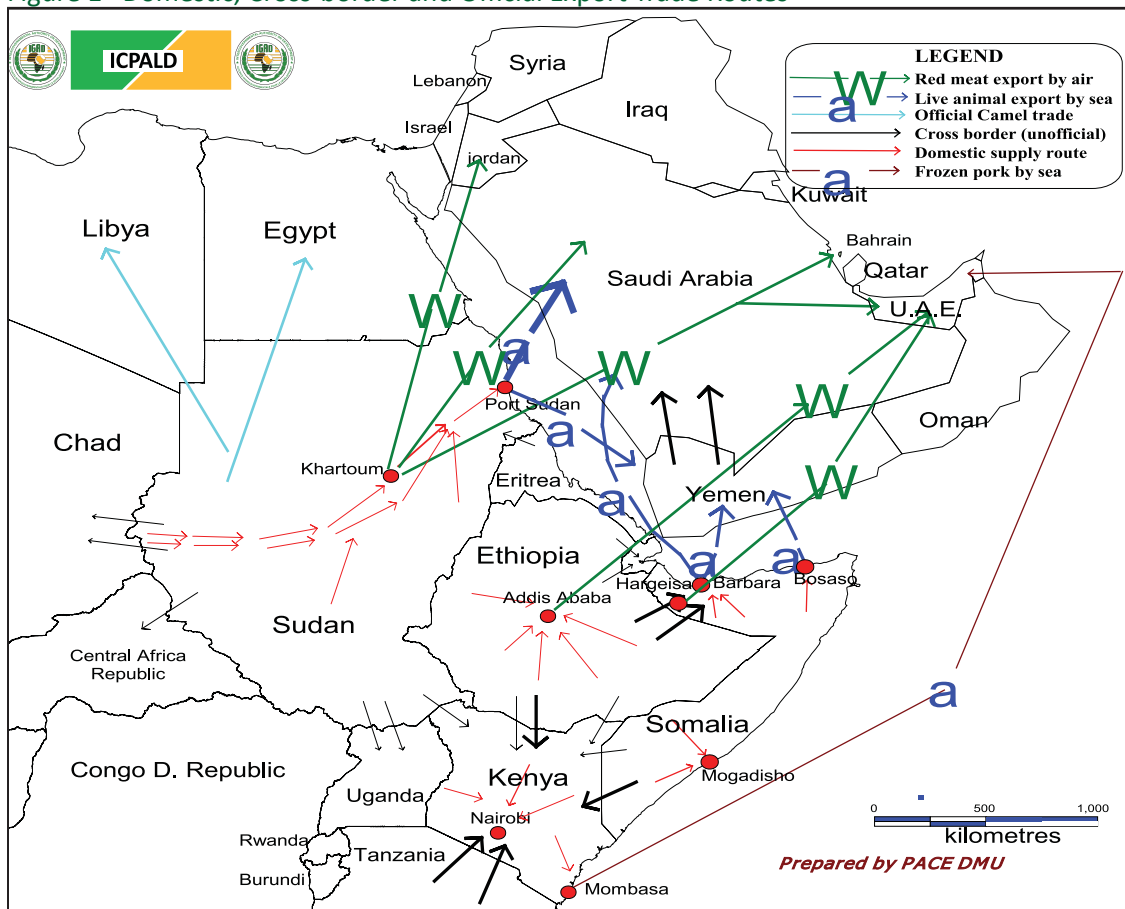 Figure 2 Domestic, Cross-border and Official Export Trade Routes
IGAD
ICPALD
IGAD
LEGEND
W Red meat export by air
a Live animal export by sea
Official Camel trade
Cross border (unofficial)
Domestic supply route
a Frozen pork by sea
Syria
Lebanon
Iraq
Israel
jordan
Kuwait
Libya
Egypt
Bahrain
Qatar
Saudi Arabia
U.A.E.
W
W
a
W
Port Sudan
a
W
Oman
Chad
Khartoum
Eritrea
a
Yemen
W
Ethiopia
a
a
Hargeisa
Barbara
Bosaso
Addis Ababa
Sudan
Central Africa
Republic
a
Somalia
Congo D. Republic
Kenya
Mogadisho
Uganda
Nairobi
Rwanda
Tanzania
Burundi
Mombasa
0 500 1,000
kilometres
Prepared by PACE DMU